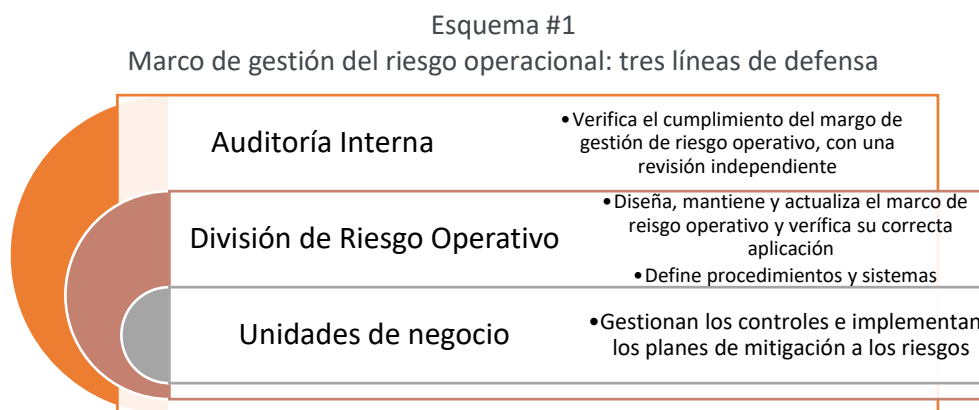 Esquema #1
Marco de gestión del riesgo operacional: tres líneas de defensa
Auditoría Interna
•Verifica el cumplimiento del margo de
gestión de riesgo operativo, con una
revisión independiente
División de Riesgo Operativo
•Diseña, mantiene y actualiza el marco de
reisgo operativo y verífica su correcta
aplicación
•Define procedimientos y sistemas
Unidades de negocio
•Gestionan los controles e implementan
los planes de mitigación a los riesgos